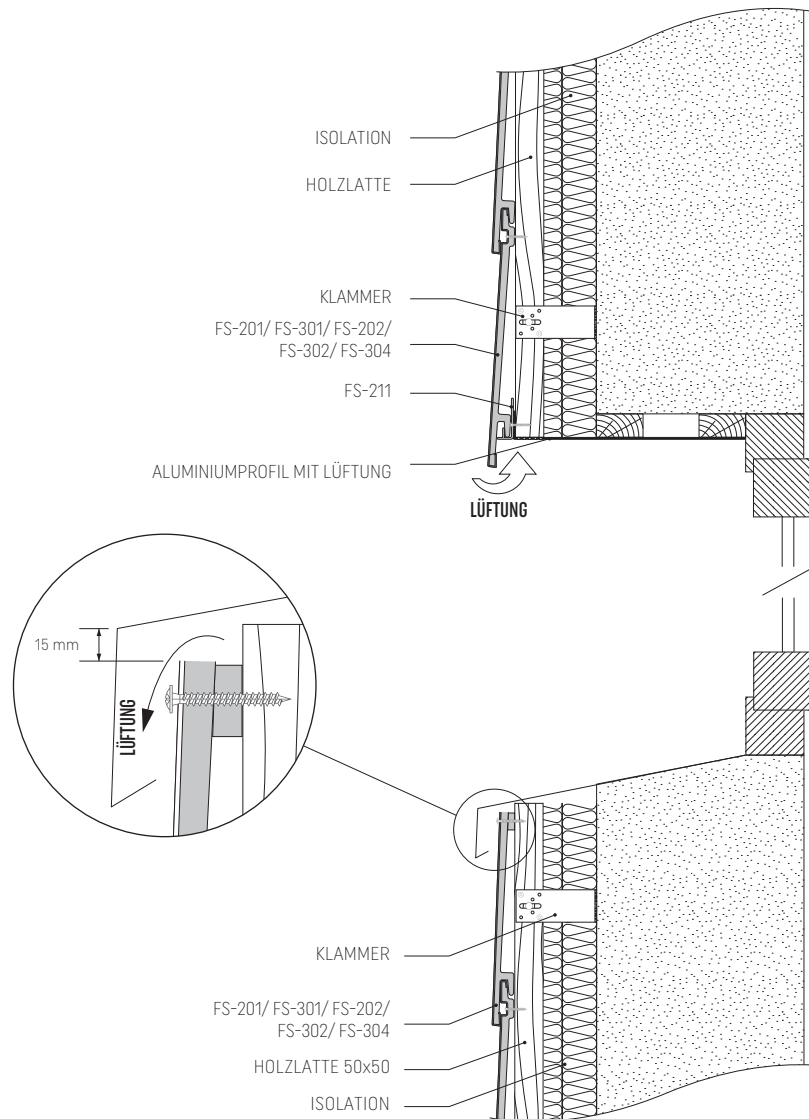 ISOLATION
HOLZLATTE
KLAMMER
FS-201/ FS-301/ FS-202/
FS-302/ FS-304
FS-211
ALUMINIUMPROFIL MIT LÜFTUNG
LÜFTUNG
15 mm
LÜFTUNG
KLAMMER
FS-201/ FS-301/ FS-202/
FS-302/ FS-304
HOLZLATTE 50x50
ISOLATION